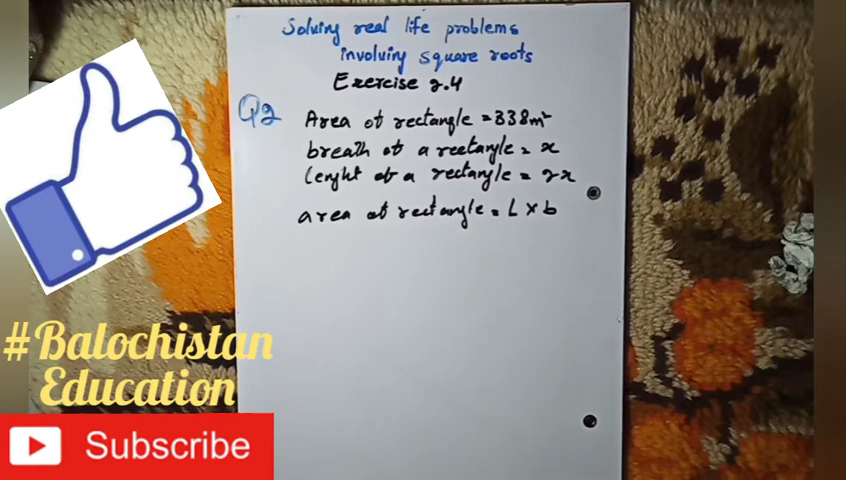 Solving real life problems
involving square roots
Exercise 2.4
Q2
Area of rectangle = 338m²
breath of a rectangle = x
lenght of a rectangle = 2x
area of rectangle = L x b
#Balochistan
Education
Subscribe